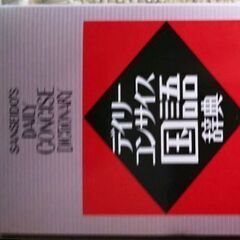 SANSEIDO'S
DAILY
CONCISE
DICTIONARY
デイリー
コンサイス
国語
辞典